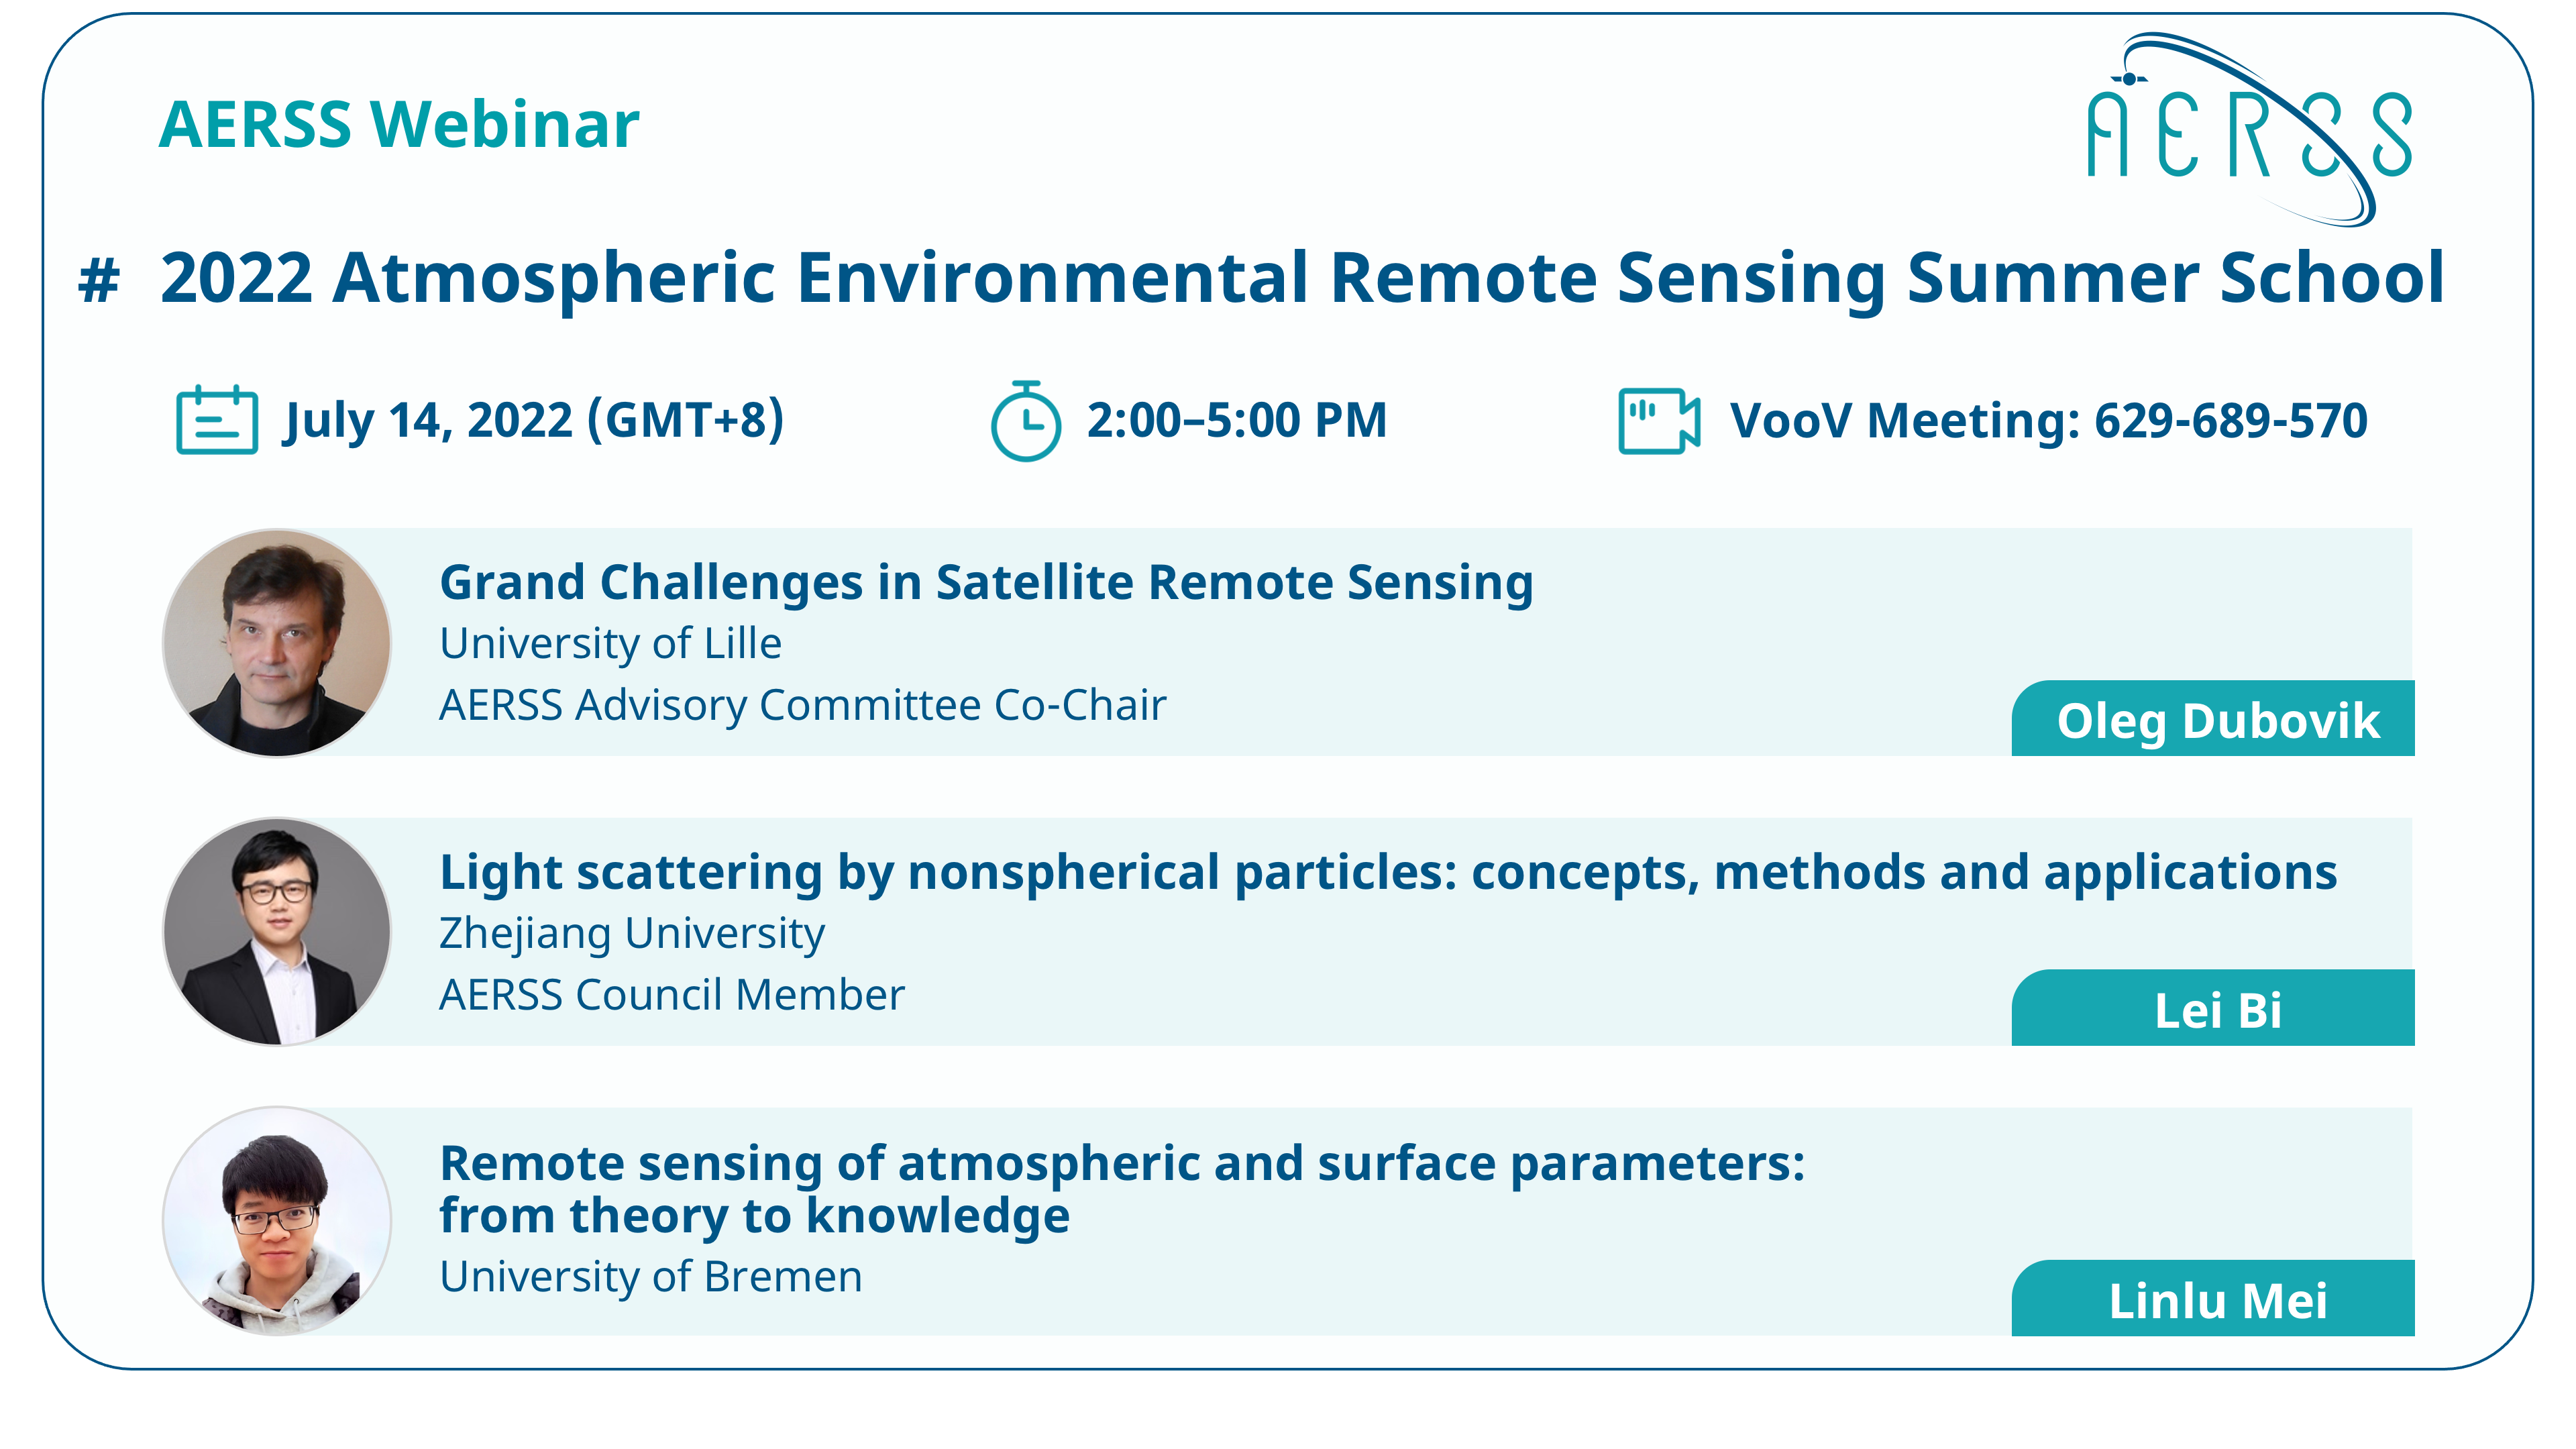 AERSS Webinar
AERSS
# 2022 Atmospheric Environmental Remote Sensing Summer School
July 14, 2022 (GMT+8)
2:00–5:00 PM
VooV Meeting: 629-689-570
Grand Challenges in Satellite Remote Sensing
University of Lille
AERSS Advisory Committee Co-Chair
Oleg Dubovik
Light scattering by nonspherical particles: concepts, methods and applications
Zhejiang University
AERSS Council Member
Lei Bi
Remote sensing of atmospheric and surface parameters:
from theory to knowledge
University of Bremen
Linlu Mei